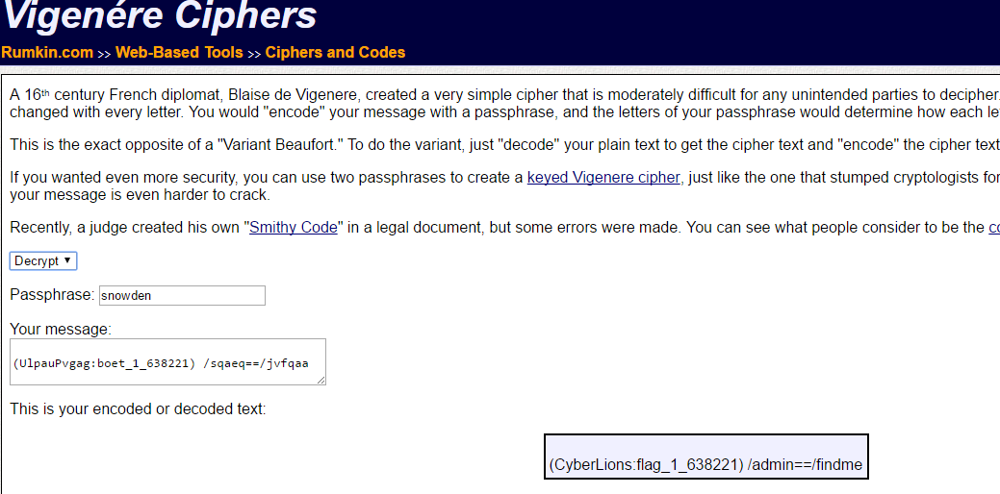 Vigenére Ciphers
Rumkin.com >> Web-Based Tools >> Ciphers and Codes
A 16th century French diplomat, Blaise de Vigenere, created a very simple cipher that is moderately difficult for any unintended parties to decipher.
changed with every letter. You would "encode" your message with a passphrase, and the letters of your passphrase would determine how each le
This is the exact opposite of a "Variant Beaufort." To do the variant, just "decode" your plain text to get the cipher text and "encode" the cipher text
If you wanted even more security, you can use two passphrases to create a keyed Vigenere cipher, just like the one that stumped cryptologists for
your message is even harder to crack.
Recently, a judge created his own "Smithy Code" in a legal document, but some errors were made. You can see what people consider to be the co
Decrypt ▼
Passphrase: snowden
Your message:
(UlpauPvgag:boet_1_638221) /sqaeq==/jvfqaa
This is your encoded or decoded text:
(CyberLions:flag_1_638221) /admin==/findme